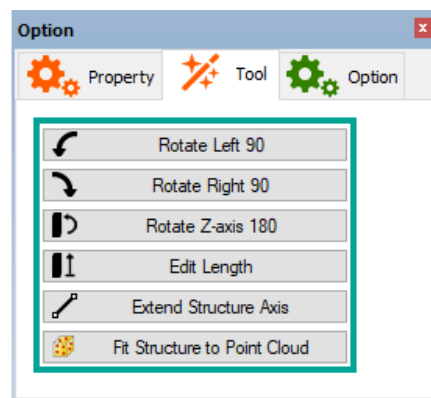 Option
x
Property Tool Option
Rotate Left 90
Rotate Right 90
Rotate Z-axis 180
Edit Length
Extend Structure Axis
Fit Structure to Point Cloud